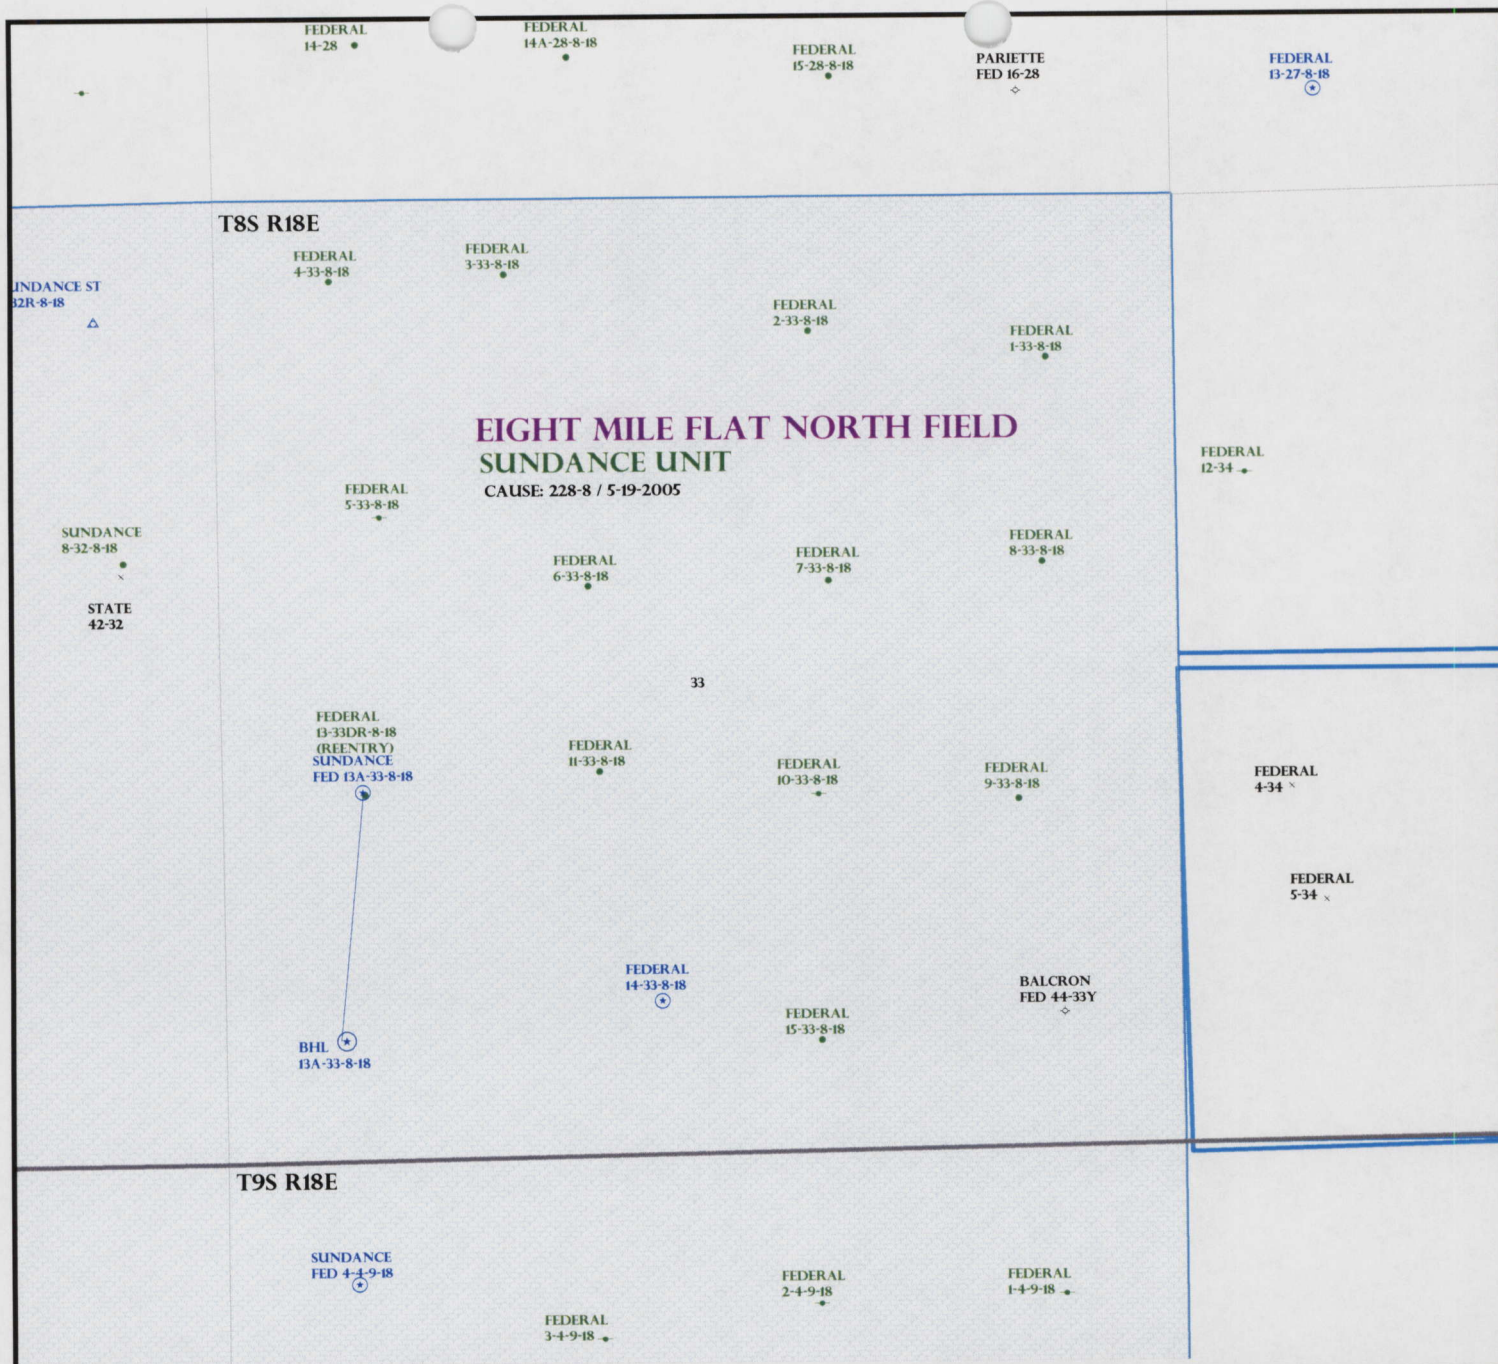 FEDERAL
14-28
FEDERAL
14A-28-8-18
FEDERAL
15-28-8-18
PARIETTE
FED 16-28
FEDERAL
13-27-8-18
T8S R18E
FEDERAL
4-33-8-18
FEDERAL
3-33-8-18
UNDANCE ST
32R-8-18
FEDERAL
2-33-8-18
FEDERAL
1-33-8-18
EIGHT MILE FLAT NORTH FIELD
SUNDANCE UNIT
CAUSE: 228-8 / 5-19-2005
FEDERAL
12-34
FEDERAL
5-33-8-18
SUNDANCE
8-32-8-18
STATE
42-32
FEDERAL
6-33-8-18
FEDERAL
7-33-8-18
FEDERAL
8-33-8-18
33
FEDERAL
13-33DR-8-18
(REENTRY)
SUNDANCE
FED 13A-33-8-18
FEDERAL
11-33-8-18
FEDERAL
10-33-8-18
FEDERAL
9-33-8-18
FEDERAL
4-34
FEDERAL
5-34
FEDERAL
14-33-8-18
BALCRON
FED 44-33Y
FEDERAL
15-33-8-18
BHL
13A-33-8-18
T9S R18E
SUNDANCE
FED 4-4-9-18
FEDERAL
3-4-9-18
FEDERAL
2-4-9-18
FEDERAL
1-4-9-18